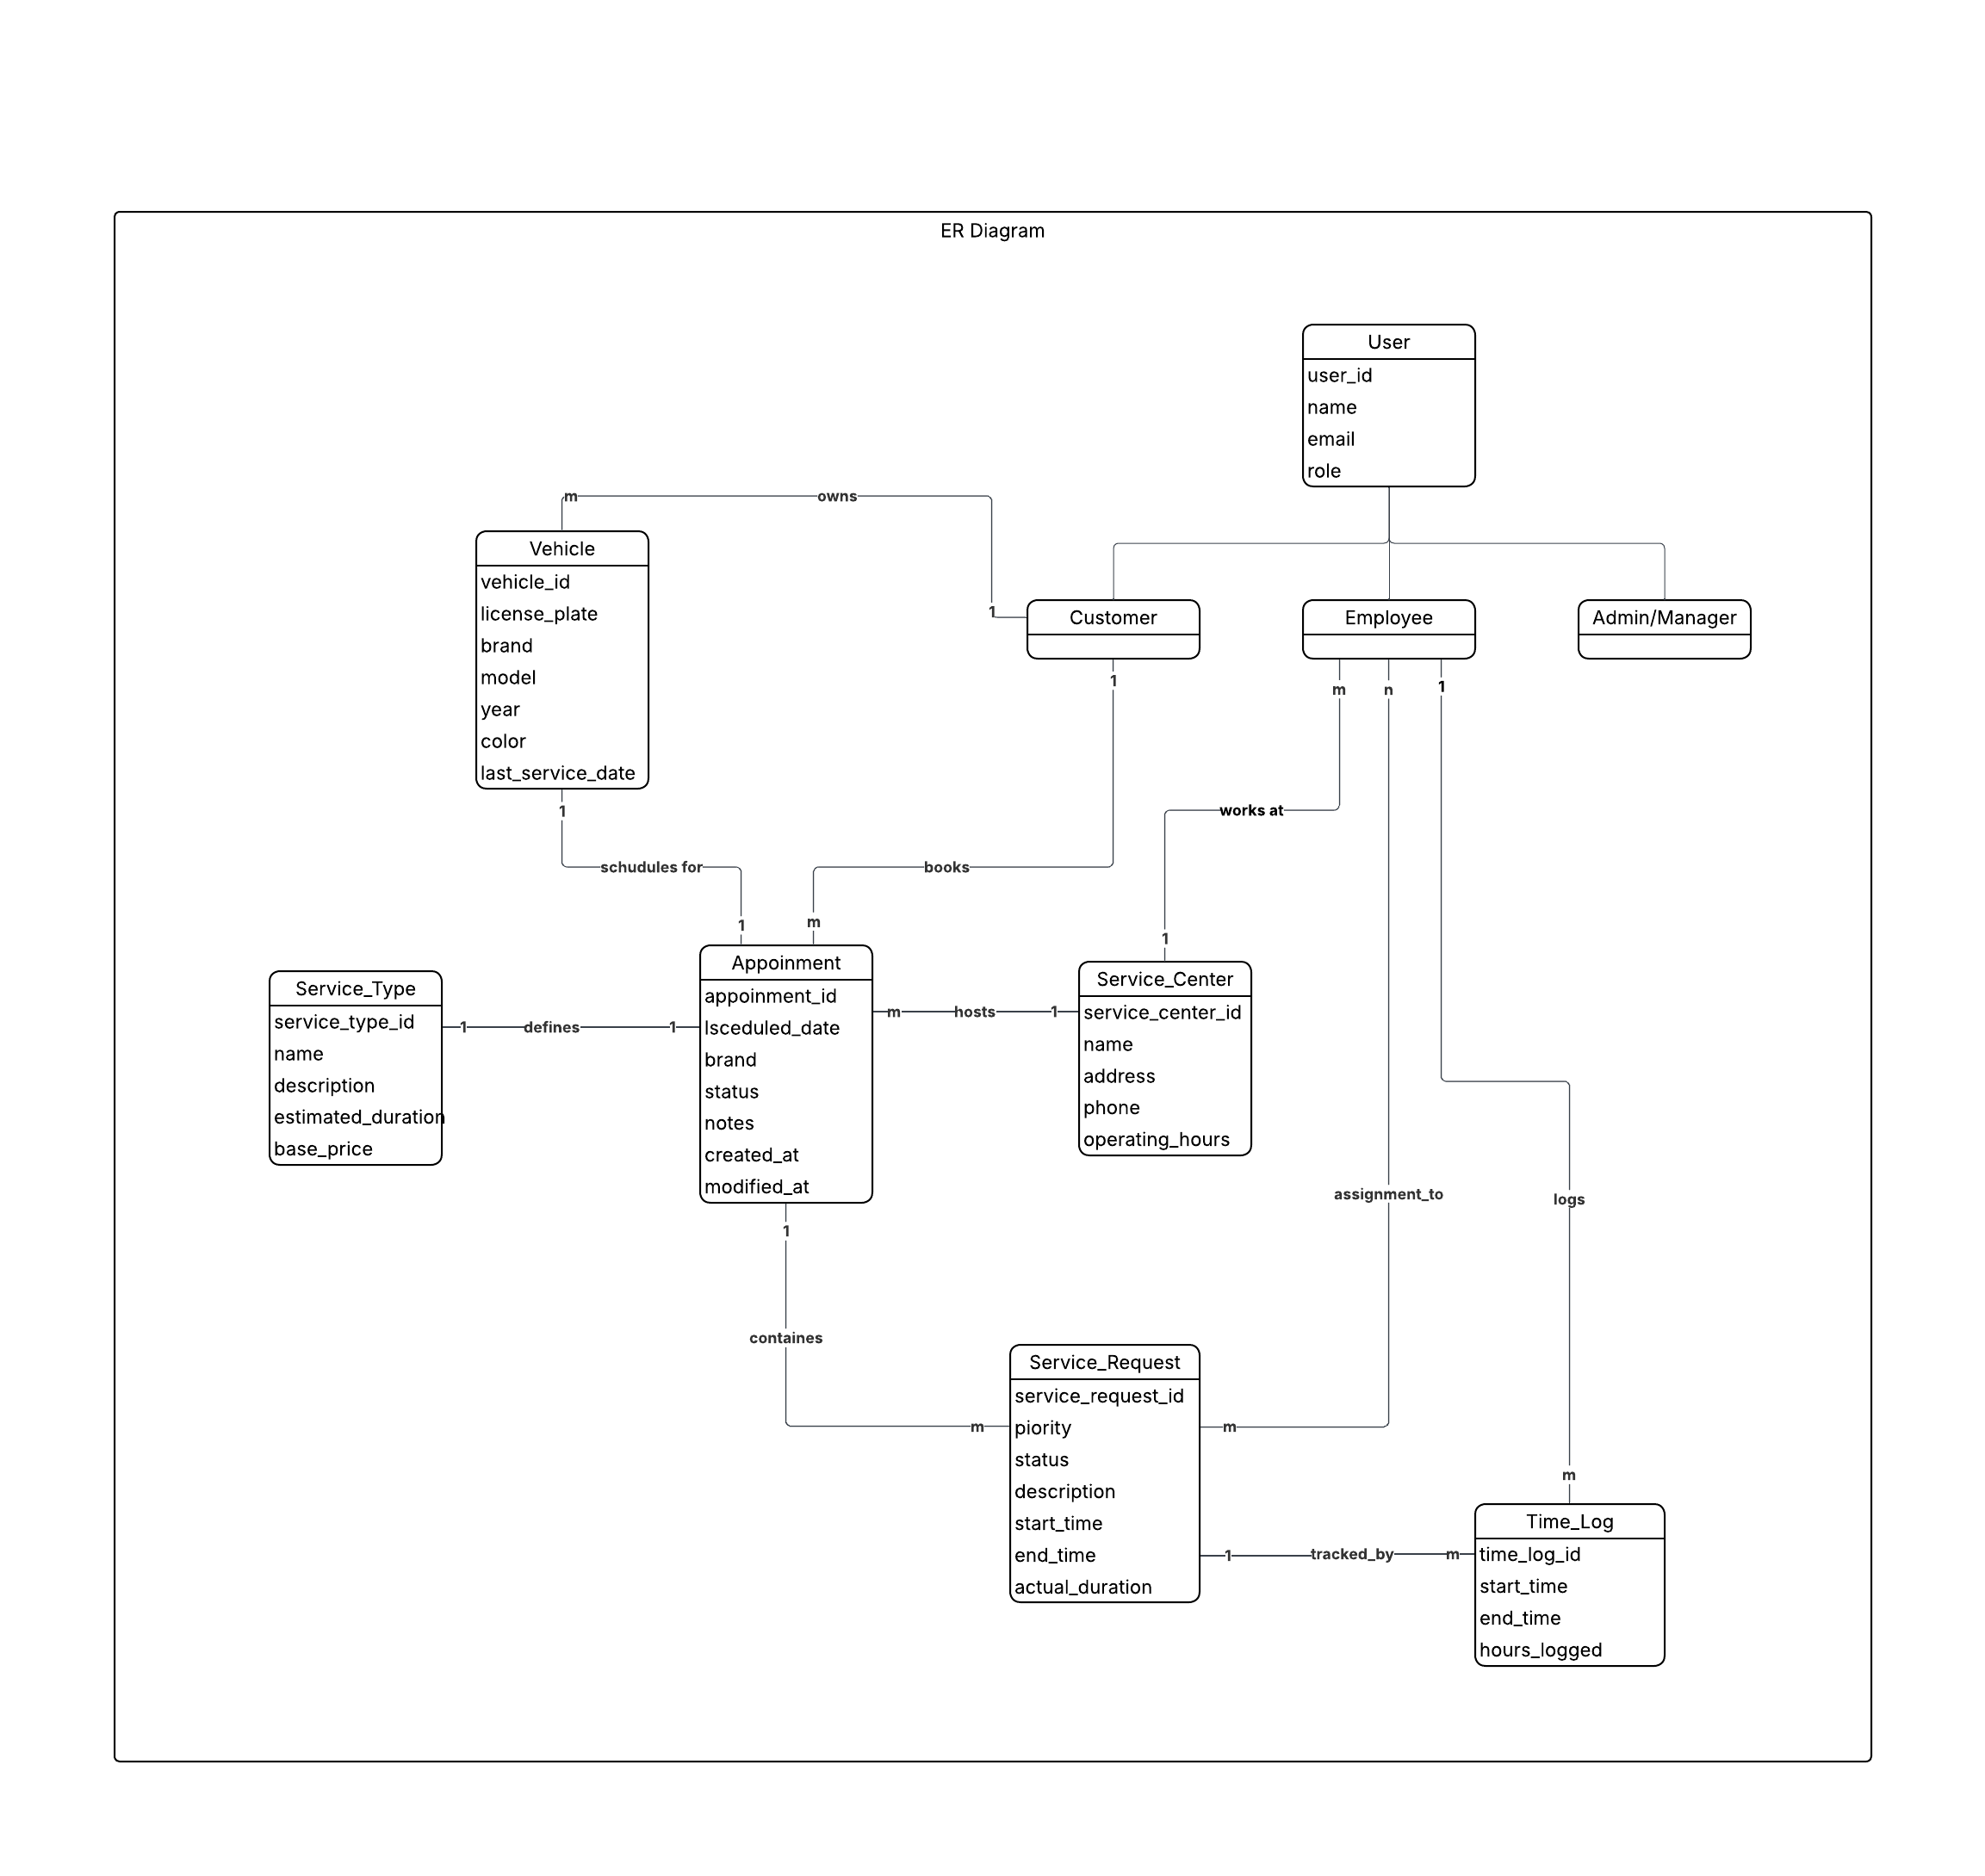 ER Diagram
User
user_id
name
email
role
m
owns
Vehicle
vehicle_id
license_plate
brand
model
year
color
last_service_date
1
Customer
Employee
Admin/Manager
1
m
n
1
1
works at
schudules for
books
1
m
1
Appoinment
appoinment_id
lsceduled_date
brand
status
notes
created_at
modified_at
Service_Type
service_type_id
name
description
estimated_duration
base_price
1
defines
1
m
hosts
1
Service_Center
service_center_id
name
address
phone
operating_hours
assignment_to
logs
1
containes
m
Service_Request
service_request_id
piority
status
description
start_time
end_time
actual_duration
m
m
1
tracked_by
m
Time_Log
time_log_id
start_time
end_time
hours_logged